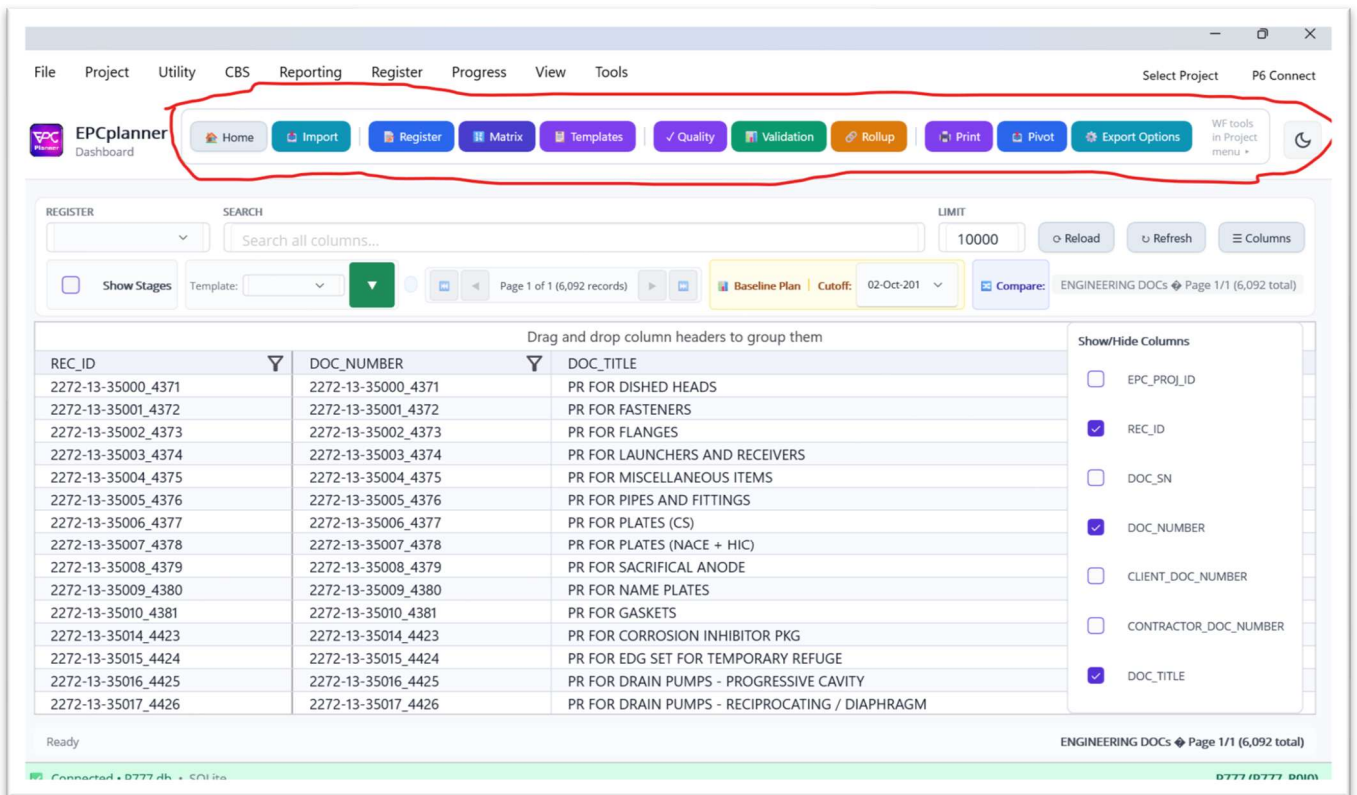 File Project Utility CBS Reporting Register Progress View Tools Select Project P6 Connect
EPC Planner
EPCplanner
Dashboard
Home Import Register Matrix Templates ✓ Quality Validation Rollup Print Pivot Export Options
WF tools
in Project
menu
REGISTER SEARCH LIMIT
Search all columns... 10000 Reload Refresh Columns
Show Stages Template: Page 1 of 1 (6,092 records) Baseline Plan Cutoff: 02-Oct-201 Compare: ENGINEERING DOCs � Page 1/1 (6,092 total)
Drag and drop column headers to group them
REC_ID DOC_NUMBER DOC_TITLE
2272-13-35000_4371 2272-13-35000_4371 PR FOR DISHED HEADS
2272-13-35001_4372 2272-13-35001_4372 PR FOR FASTENERS
2272-13-35002_4373 2272-13-35002_4373 PR FOR FLANGES
2272-13-35003_4374 2272-13-35003_4374 PR FOR LAUNCHERS AND RECEIVERS
2272-13-35004_4375 2272-13-35004_4375 PR FOR MISCELLANEOUS ITEMS
2272-13-35005_4376 2272-13-35005_4376 PR FOR PIPES AND FITTINGS
2272-13-35006_4377 2272-13-35006_4377 PR FOR PLATES (CS)
2272-13-35007_4378 2272-13-35007_4378 PR FOR PLATES (NACE + HIC)
2272-13-35008_4379 2272-13-35008_4379 PR FOR SACRIFICAL ANODE
2272-13-35009_4380 2272-13-35009_4380 PR FOR NAME PLATES
2272-13-35010_4381 2272-13-35010_4381 PR FOR GASKETS
2272-13-35014_4423 2272-13-35014_4423 PR FOR CORROSION INHIBITOR PKG
2272-13-35015_4424 2272-13-35015_4424 PR FOR EDG SET FOR TEMPORARY REFUGE
2272-13-35016_4425 2272-13-35016_4425 PR FOR DRAIN PUMPS - PROGRESSIVE CAVITY
2272-13-35017_4426 2272-13-35017_4426 PR FOR DRAIN PUMPS - RECIPROCATING / DIAPHRAGM
Show/Hide Columns
EPC_PROJ_ID
REC_ID
DOC_SN
DOC_NUMBER
CLIENT_DOC_NUMBER
CONTRACTOR_DOC_NUMBER
DOC_TITLE
Ready ENGINEERING DOCs � Page 1/1 (6,092 total)
Connected • P777.db • SQLite